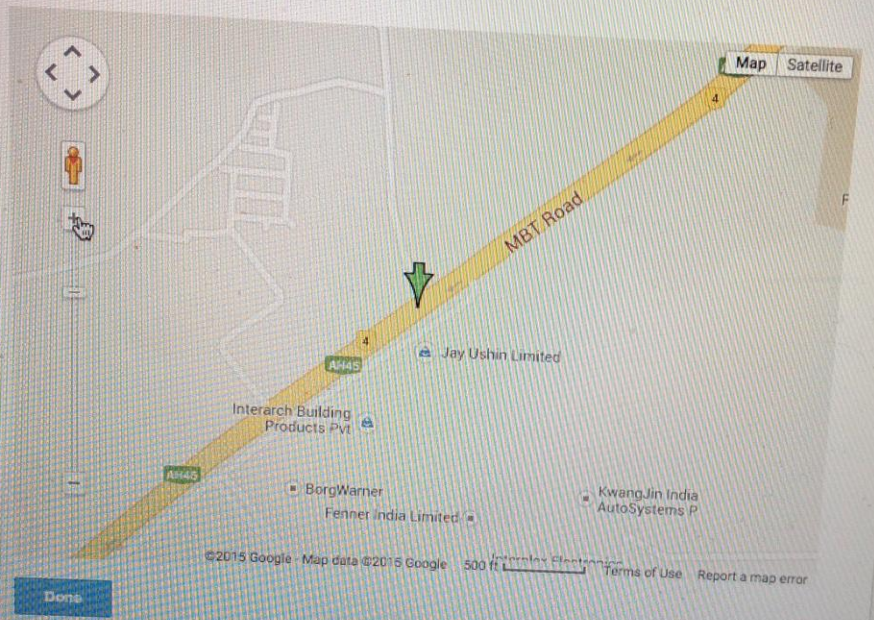 Map
Satellite
4
F
MBT Road
4
AH45
Jay Ushin Limited
Interarch Building
Products Pvt
AH45
BorgWarner
KwangJin India
AutoSystems P
Fenner India Limited
©2015 Google - Map data ©2015 Google
500 ft
Terms of Use
Report a map error
Done